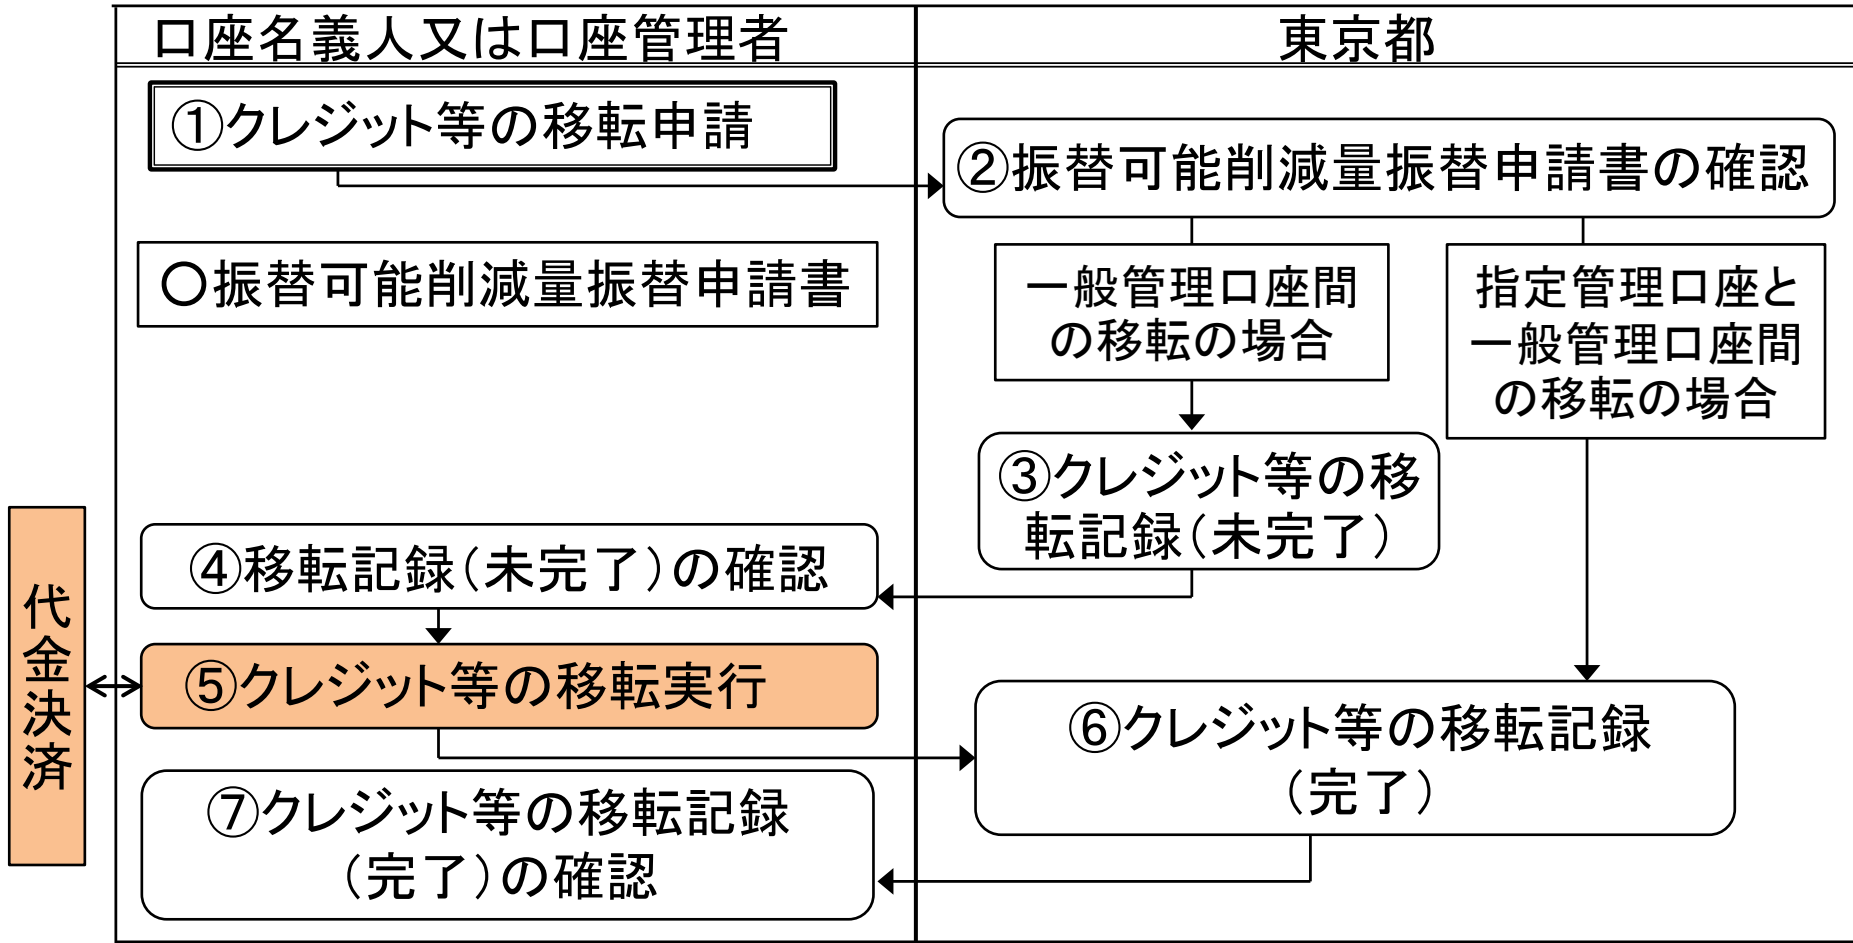 口座名義人又は口座管理者
東京都
①クレジット等の移転申請
②振替可能削減量振替申請書の確認
〇振替可能削減量振替申請書
一般管理口座間
の移転の場合
指定管理口座と
一般管理口座間
の移転の場合
③クレジット等の移
転記録(未完了)
④移転記録(未完了)の確認
代金決済
⑤クレジット等の移転実行
⑥クレジット等の移転記録
(完了)
⑦クレジット等の移転記録
(完了)の確認